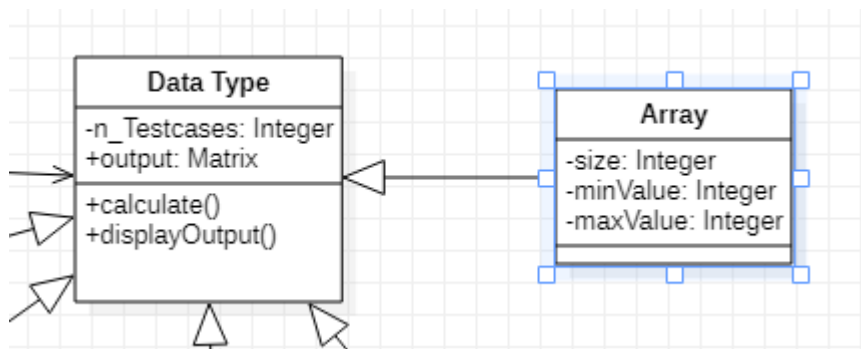 Data Type
-n_Testcases: Integer
+output: Matrix
+calculate()
+displayOutput()
Array
-size: Integer
-minValue: Integer
-maxValue: Integer